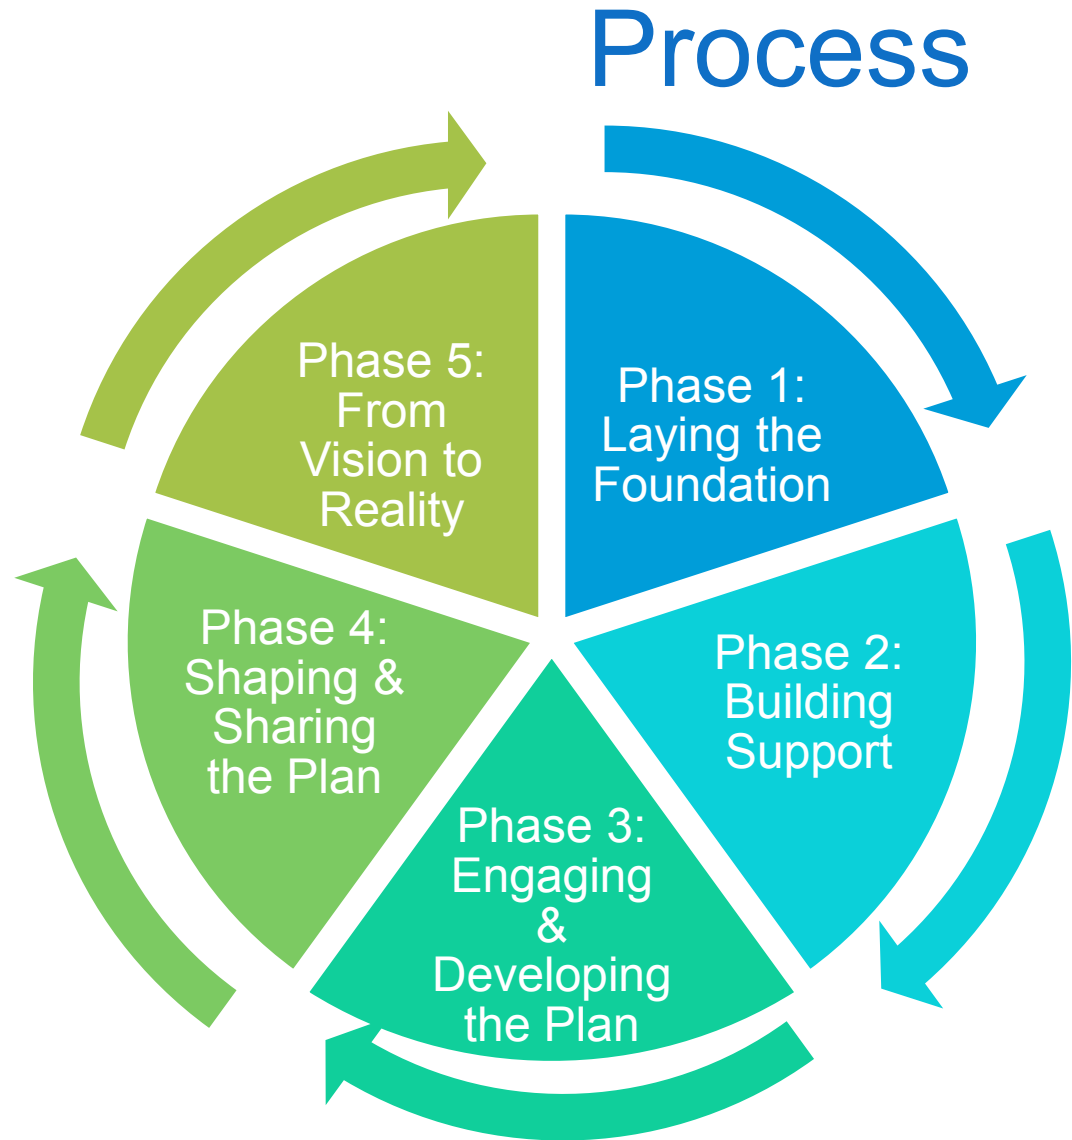 Process
Phase 1:
Laying the
Foundation
Phase 2:
Building
Support
Phase 3:
Engaging
&
Developing
the Plan
Phase 4:
Shaping &
Sharing
the Plan
Phase 5:
From
Vision to
Reality